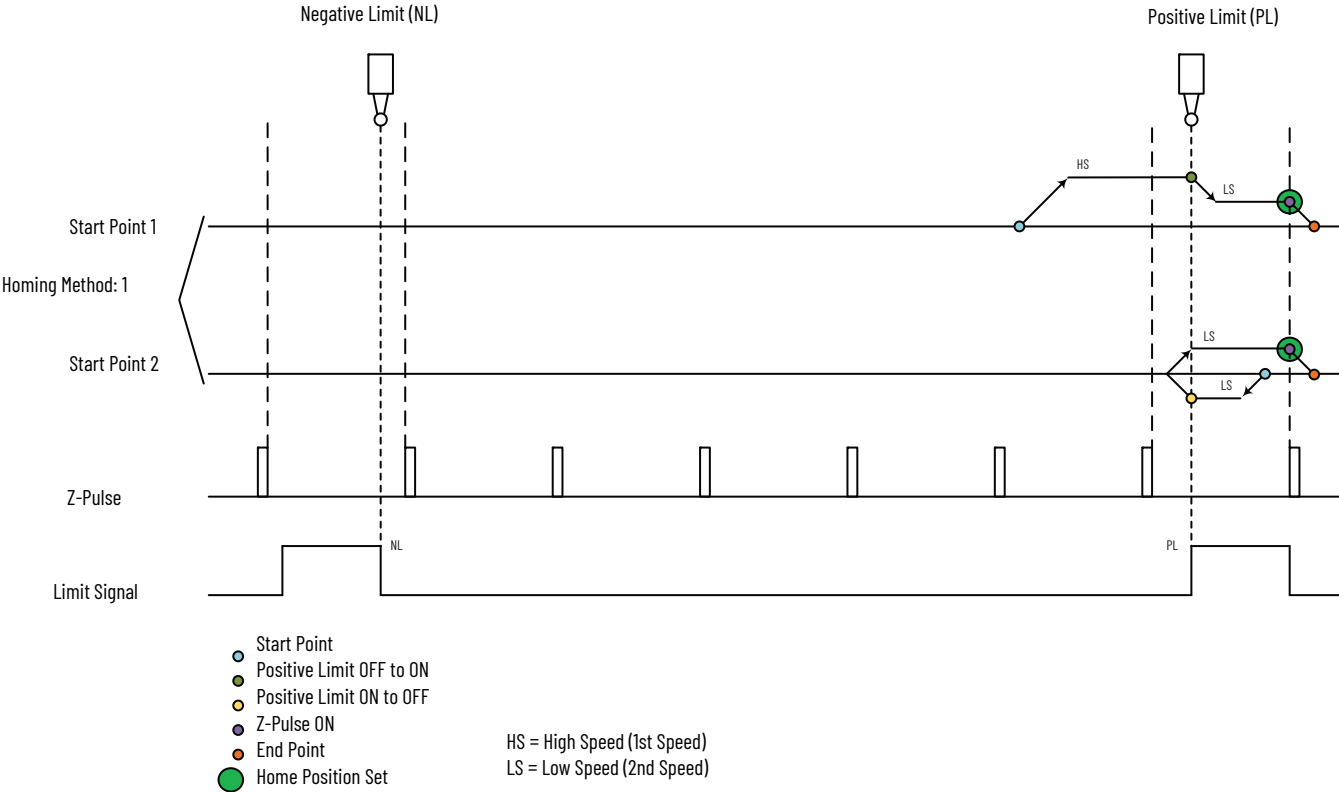 Negative Limit (NL)
Positive Limit (PL)
HS
LS
Start Point 1
Homing Method: 1
LS
Start Point 2
LS
Z-Pulse
NL
PL
Limit Signal
Start Point
Positive Limit OFF to ON
Positive Limit ON to OFF
Z-Pulse ON
End Point
Home Position Set
HS = High Speed (1st Speed)
LS = Low Speed (2nd Speed)